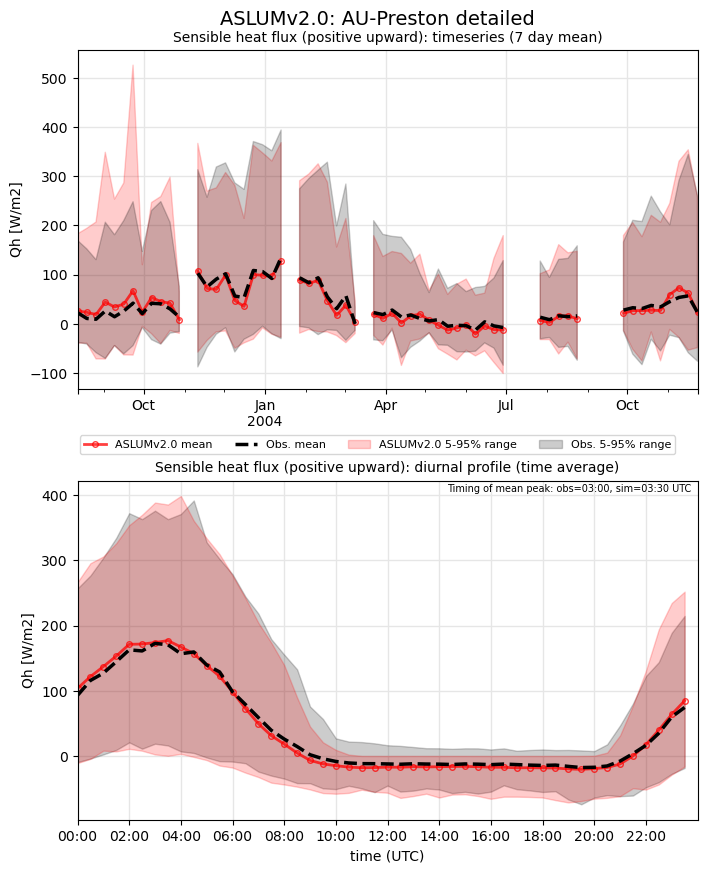 ASLUMv2.0: AU-Preston detailed
Sensible heat flux (positive upward): timeseries (7 day mean)
Qh [W/m2]
500
400
300
200
100
0
−100
Oct
Jan
2004
Apr
Jul
Oct
ASLUMv2.0 mean
Obs. mean
ASLUMv2.0 5-95% range
Obs. 5-95% range
Sensible heat flux (positive upward): diurnal profile (time average)
Timing of mean peak: obs=03:00, sim=03:30 UTC
Qh [W/m2]
400
300
200
100
0
00:00
02:00
04:00
06:00
08:00
10:00
12:00
14:00
16:00
18:00
20:00
22:00
time (UTC)